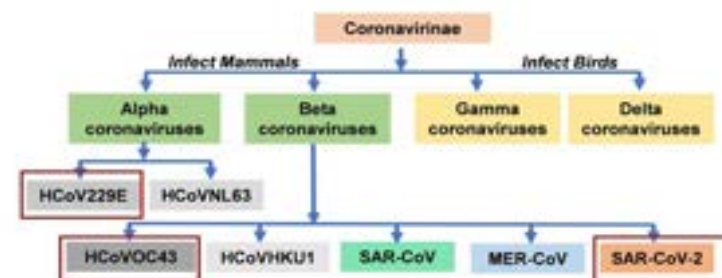 Coronavirinae
Infect Mammals
Infect Birds
Alpha
coronaviruses
Beta
coronaviruses
Gamma
coronaviruses
Delta
coronaviruses
HCoV229E
HCoVNL63
HCoVOC43
HCoVHKU1
SAR-CoV
MER-CoV
SAR-CoV-2